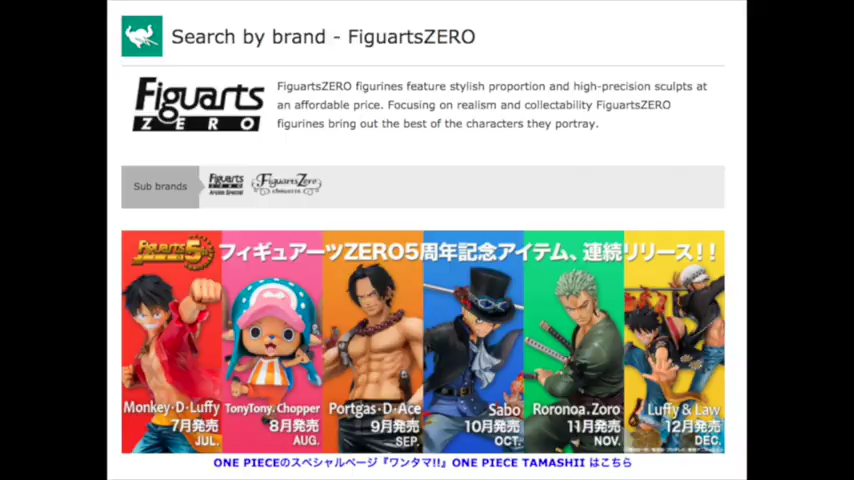 Search by brand - FiguartsZERO
Figuarts
ZERO
FiguartsZERO figurines feature stylish proportion and high-precision sculpts at
an affordable price. Focusing on realism and collectability FiguartsZERO
figurines bring out the best of the characters they portray.
Sub brands
Figuarts ZERO
FiguartsZero chouette
Figuarts 5th
フィギュアーツZERO5周年記念アイテム、連続リリース!!
Monkey・D・Luffy
7月発売
JUL.
TonyTony.Chopper
8月発売
AUG.
Portgas・D・Ace
9月発売
SEP.
Sabo
10月発売
OCT.
Roronoa.Zoro
11月発売
NOV.
Luffy & Law
12月発売
DEC.
ONE PIECEのスペシャルページ『ワンタマ!!』ONE PIECE TAMASHII はこちら